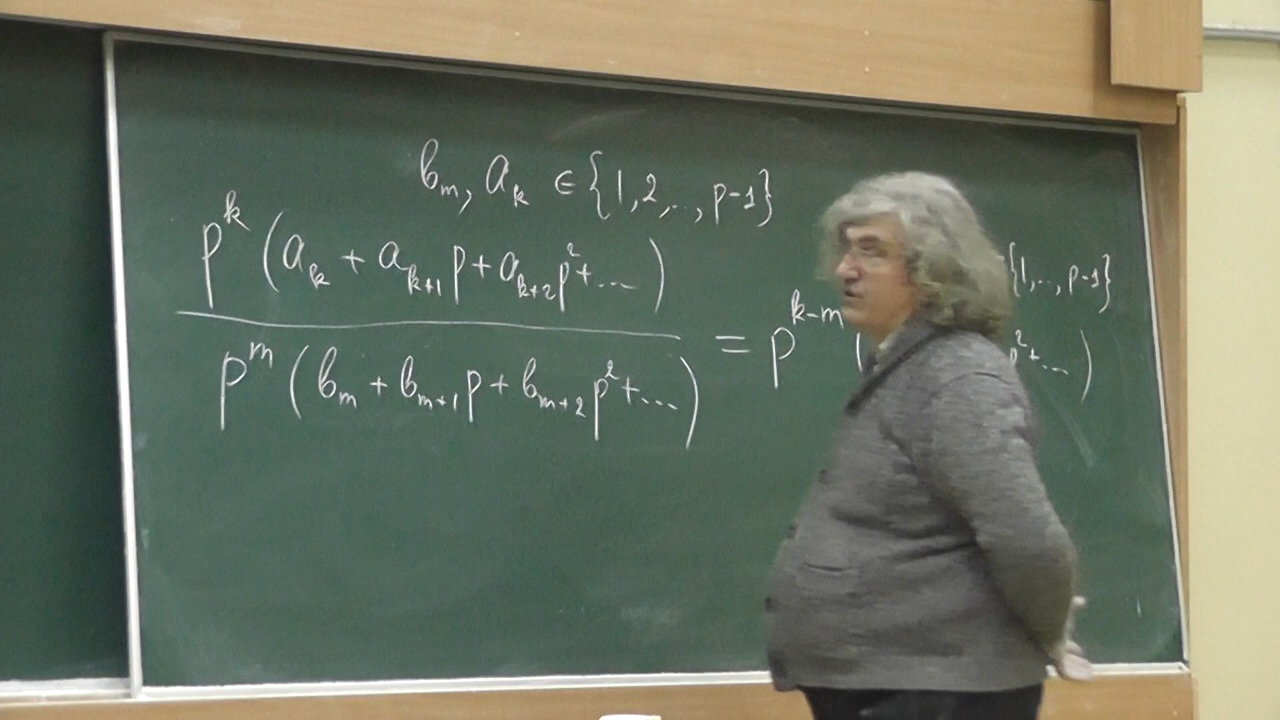 b_m, a_k ∈ {1,2,..., p-1}
p^k (a_k + a_{k+1} p + a_{k+2} p^2 + ...)
{1,..., p-1}
= p^{k-m} ( p^2 + ... )
p^m (b_m + b_{m+1} p + b_{m+2} p^2 + ...)